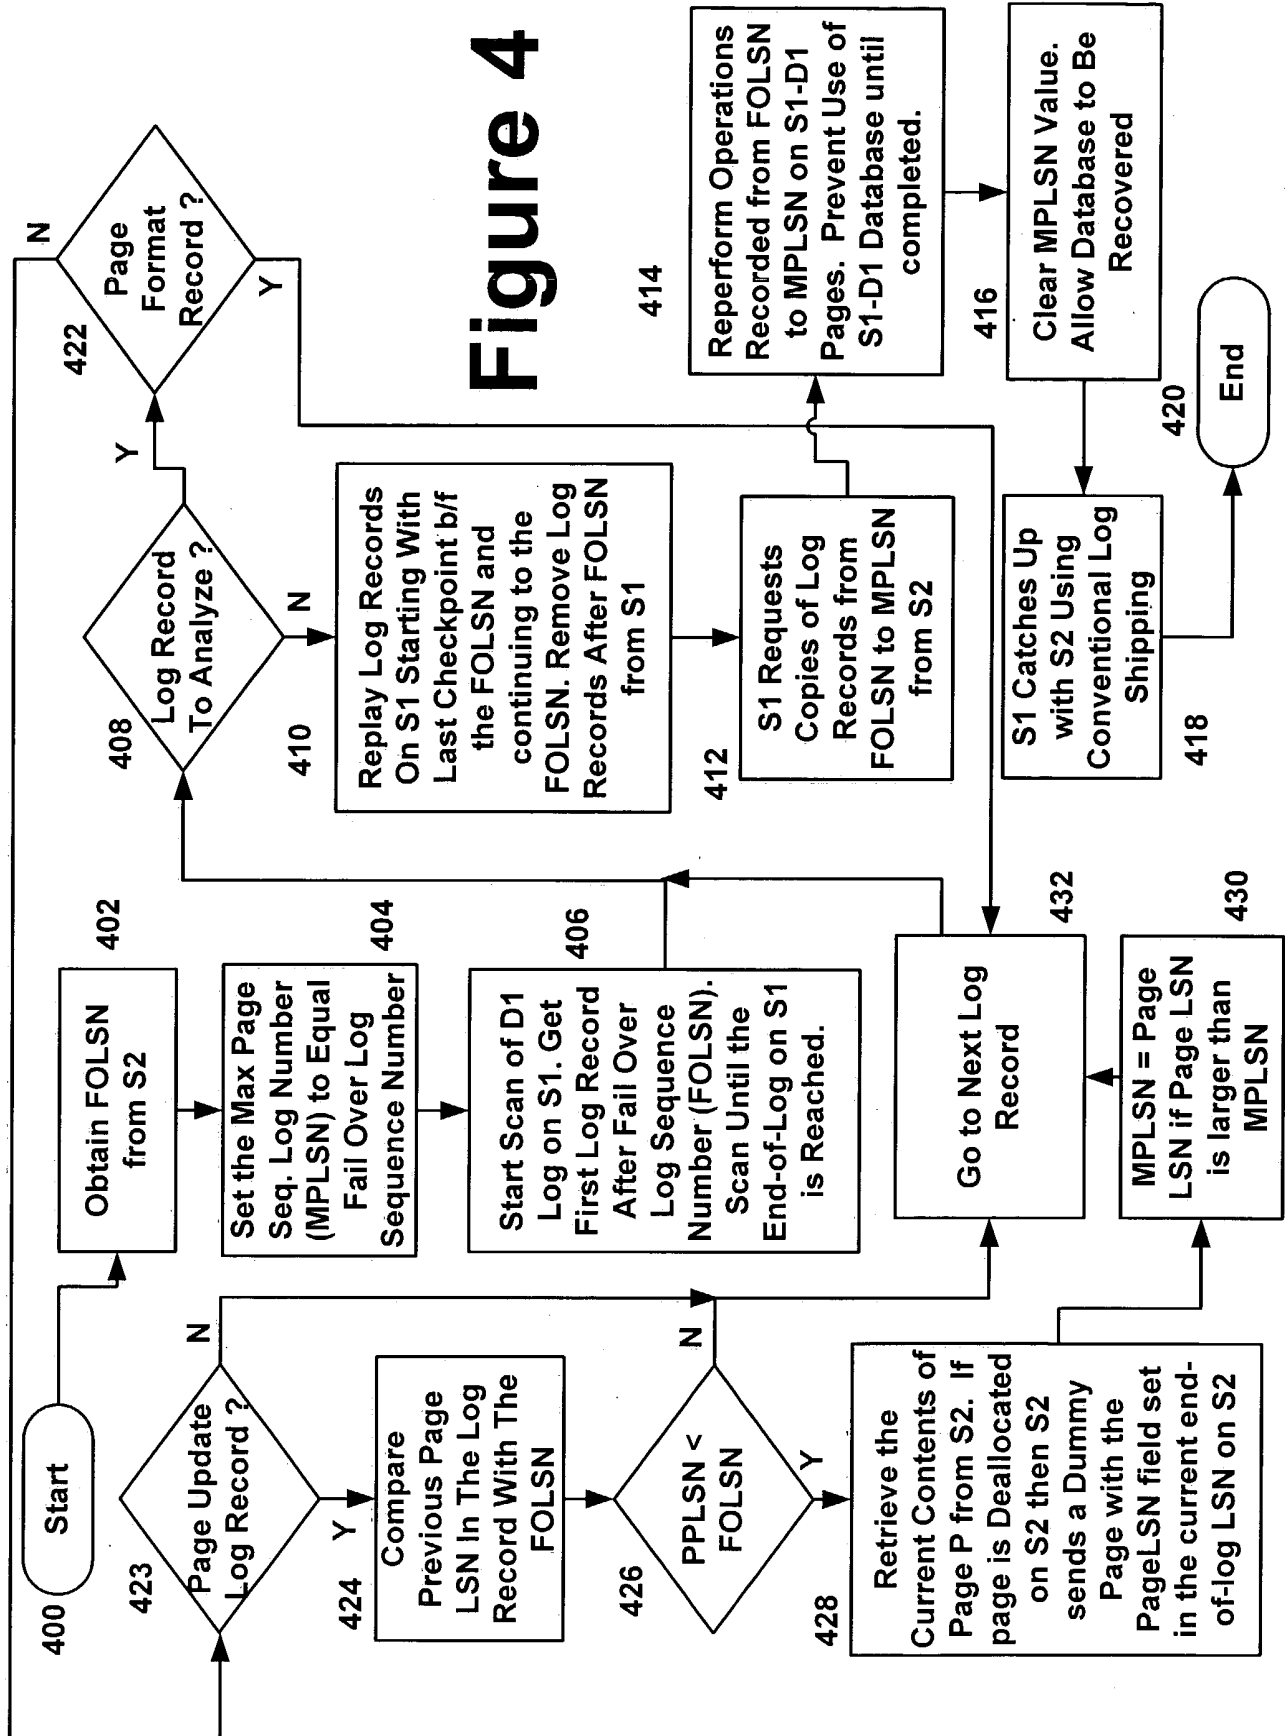 400
Start
402
Obtain FOLSN
from S2
404
Set the Max Page
Seq. Log Number
(MPLSN) to Equal
Fail Over Log
Sequence Number
406
Start Scan of D1
Log on S1. Get
First Log Record
After Fail Over
Log Sequence
Number (FOLSN).
Scan Until the
End-of-Log on S1
is Reached.
408
Log Record
To Analyze ?
Y
N
410
Replay Log Records
On S1 Starting With
Last Checkpoint b/f
the FOLSN and
continuing to the
FOLSN. Remove Log
Records After FOLSN
from S1
412
S1 Requests
Copies of Log
Records from
FOLSN to MPLSN
from S2
414
Reperform Operations
Recorded from FOLSN
to MPLSN on S1-D1
Pages. Prevent Use of
S1-D1 Database until
completed.
416
Clear MPLSN Value.
Allow Database to Be
Recovered
418
S1 Catches Up
with S2 Using
Conventional Log
Shipping
420
End
422
Page
Format
Record ?
N
Y
423
Page Update
Log Record ?
N
Y
424
Compare
Previous Page
LSN In The Log
Record With The
FOLSN
426
PPLSN <
FOLSN
N
Y
428
Retrieve the
Current Contents of
Page P from S2. If
page is Deallocated
on S2 then S2
sends a Dummy
Page with the
PageLSN field set
in the current end-
of-log LSN on S2
430
MPLSN = Page
LSN if Page LSN
is larger than
MPLSN
432
Go to Next Log
Record
Figure 4